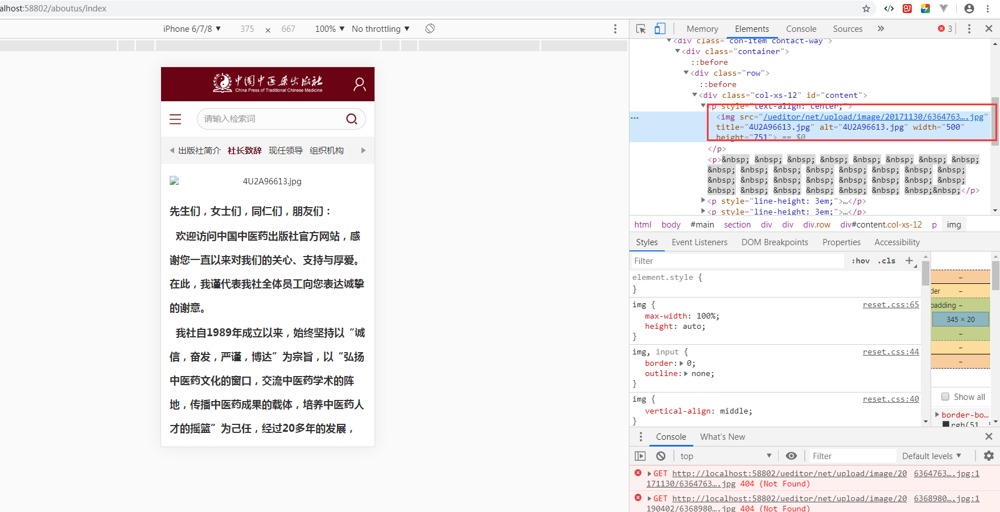 alhost:58802/aboutus/index
iPhone 6/7/8 ▼ 375 × 667 100% ▼ No throttling ▼
中国中医药出版社
China Press of Traditional Chinese Medicine
请输入检索词
出版社简介 社长致辞 现任领导 组织机构
4U2A96613.jpg
先生们，女士们，同仁们，朋友们：
欢迎访问中国中医药出版社官方网站，感
谢您一直以来对我们的关心、支持与厚爱。
在此，我谨代表我社全体员工向您表达诚挚
的谢意。
我社自1989年成立以来，始终坚持以“诚
信，奋发，严谨，博达”为宗旨，以“弘扬
中医药文化的窗口，交流中医药学术的阵
地，传播中医药成果的载体，培养中医药人
才的摇篮”为己任，经过20多年的发展，
Memory Elements Console Sources » 3
<div class="con-item contact-way">
<div class="container">
::before
<div class="row">
::before
<div class="col-xs-12" id="content">
<p style="text-align: center;">
<img src="/ueditor/net/upload/image/20171130/6364763….jpg"
title="4U2A96613.jpg" alt="4U2A96613.jpg" width="500"
height="751"> == $0
</p>
<p>&nbsp; &nbsp; &nbsp; &nbsp; &nbsp; &nbsp; &nbsp; &nbsp;
&nbsp; &nbsp; &nbsp; &nbsp; &nbsp; &nbsp; &nbsp; &nbsp;
&nbsp; &nbsp; &nbsp; &nbsp; &nbsp; &nbsp; &nbsp; &nbsp;
&nbsp; &nbsp; &nbsp; &nbsp; &nbsp; &nbsp; &nbsp;&nbsp;</p>
<p style="line-height: 3em;">…</p>
<p style="line-height: 3em;">…</p>
html body #main section div div div.row div#content.col-xs-12 p img
Styles Event Listeners DOM Breakpoints Properties Accessibility
Filter :hov .cls +
element.style {
}
img { reset.css:65
max-width: 100%;
height: auto;
}
img, input { reset.css:44
border: 0;
outline: none;
}
img { reset.css:40
vertical-align: middle;
}
–
der –
padding –
345 × 20
–
–
–
Show all
border-bo…
rgb(51,
Console What's New
top ▼ Filter Default levels ▼
GET http://localhost:58802/ueditor/net/upload/image/20 6364763….jpg:1
171130/6364763….jpg 404 (Not Found)
GET http://localhost:58802/ueditor/net/upload/image/20 6368980….jpg:1
190402/6368980….jpg 404 (Not Found)